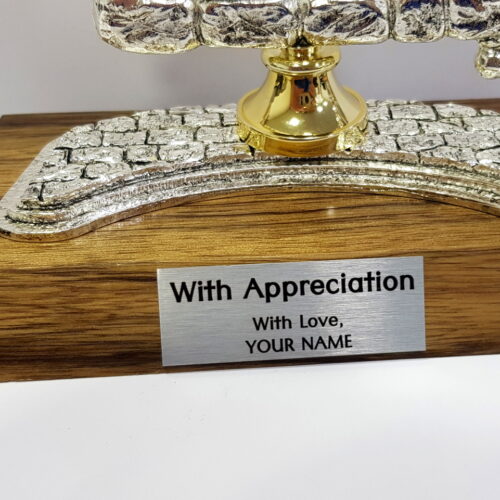 With Appreciation
With Love,
YOUR NAME